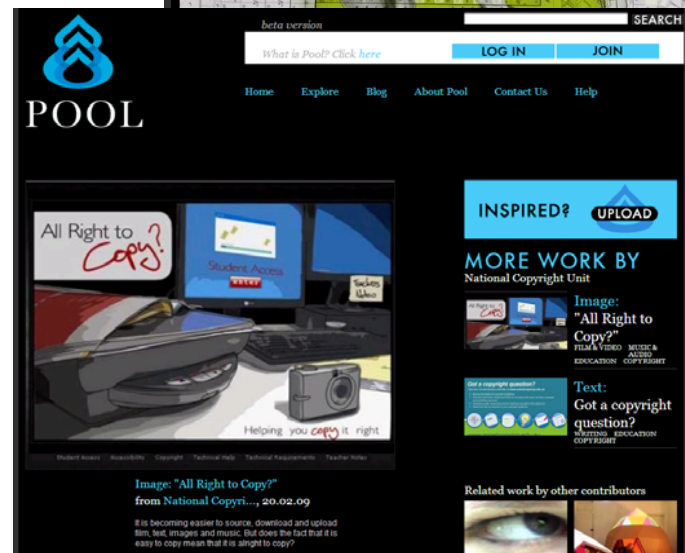 beta version
SEARCH
What is Pool? Click here
LOG IN
JOIN
POOL
Home Explore Blog About Pool Contact Us Help
All Right to
Copy?
Student Access
ENTER
Teachers
Notes
Helping you copy it right
Student Access Accessibility Copyright Technical Help Technical Requirements Teacher Notes
Image: "All Right to Copy?"
from National Copyri..., 20.02.09
It is becoming easier to source, download and upload
film, text, images and music. But does the fact that it is
easy to copy mean that it is alright to copy?
INSPIRED? UPLOAD
MORE WORK BY
National Copyright Unit
All Right to
Copy?
Image:
"All Right to
Copy?"
FILM & VIDEO MUSIC &
AUDIO
EDUCATION COPYRIGHT
Got a copyright question?
Text:
Got a copyright
question?
WRITING EDUCATION
COPYRIGHT
Related work by other contributors